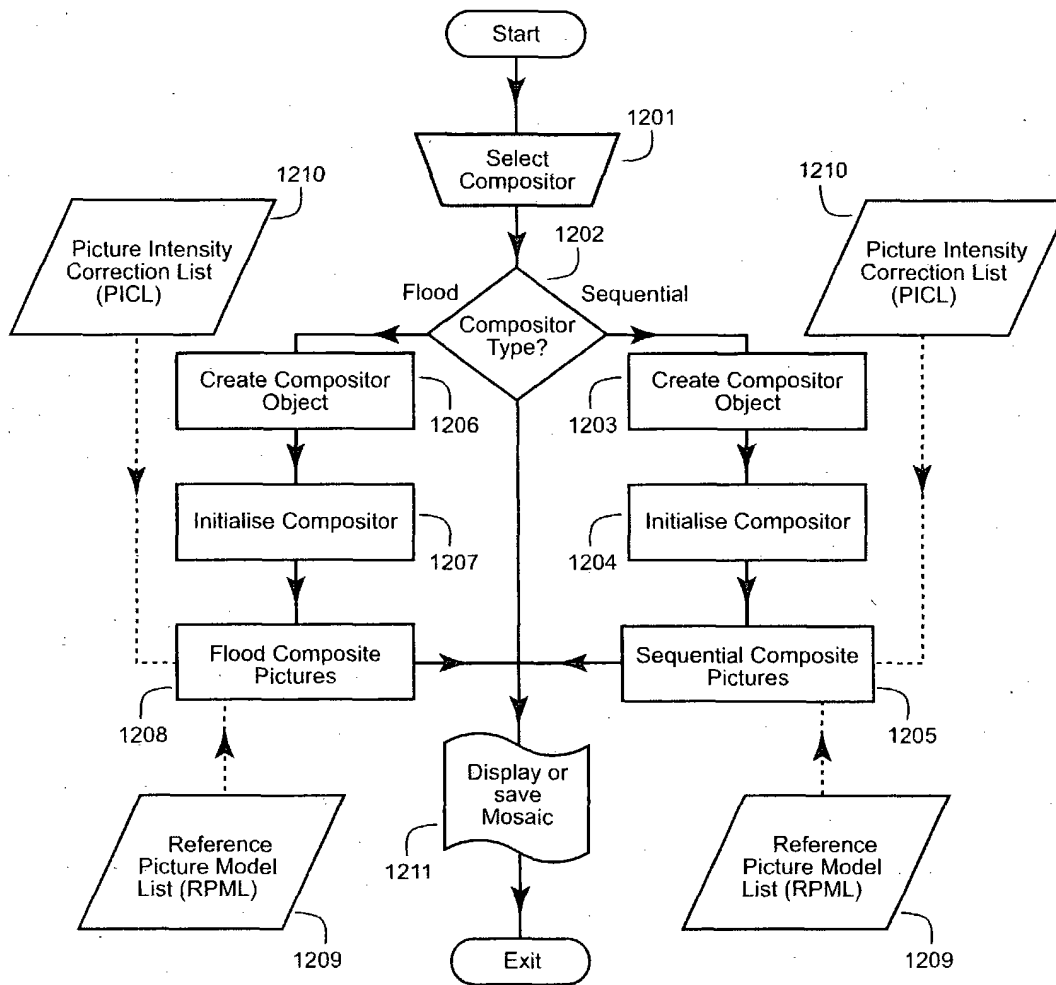 Start
1201
Select
Compositor
1210
Picture Intensity
Correction List
(PICL)
1202
Flood
Sequential
Compositor
Type?
1210
Picture Intensity
Correction List
(PICL)
Create Compositor
Object
1206
Create Compositor
Object
1203
Initialise Compositor
1207
Initialise Compositor
1204
Flood Composite
Pictures
1208
Sequential Composite
Pictures
1205
Display or
save
Mosaic
1211
Reference
Picture Model
List (RPML)
1209
Reference
Picture Model
List (RPML)
1209
Exit